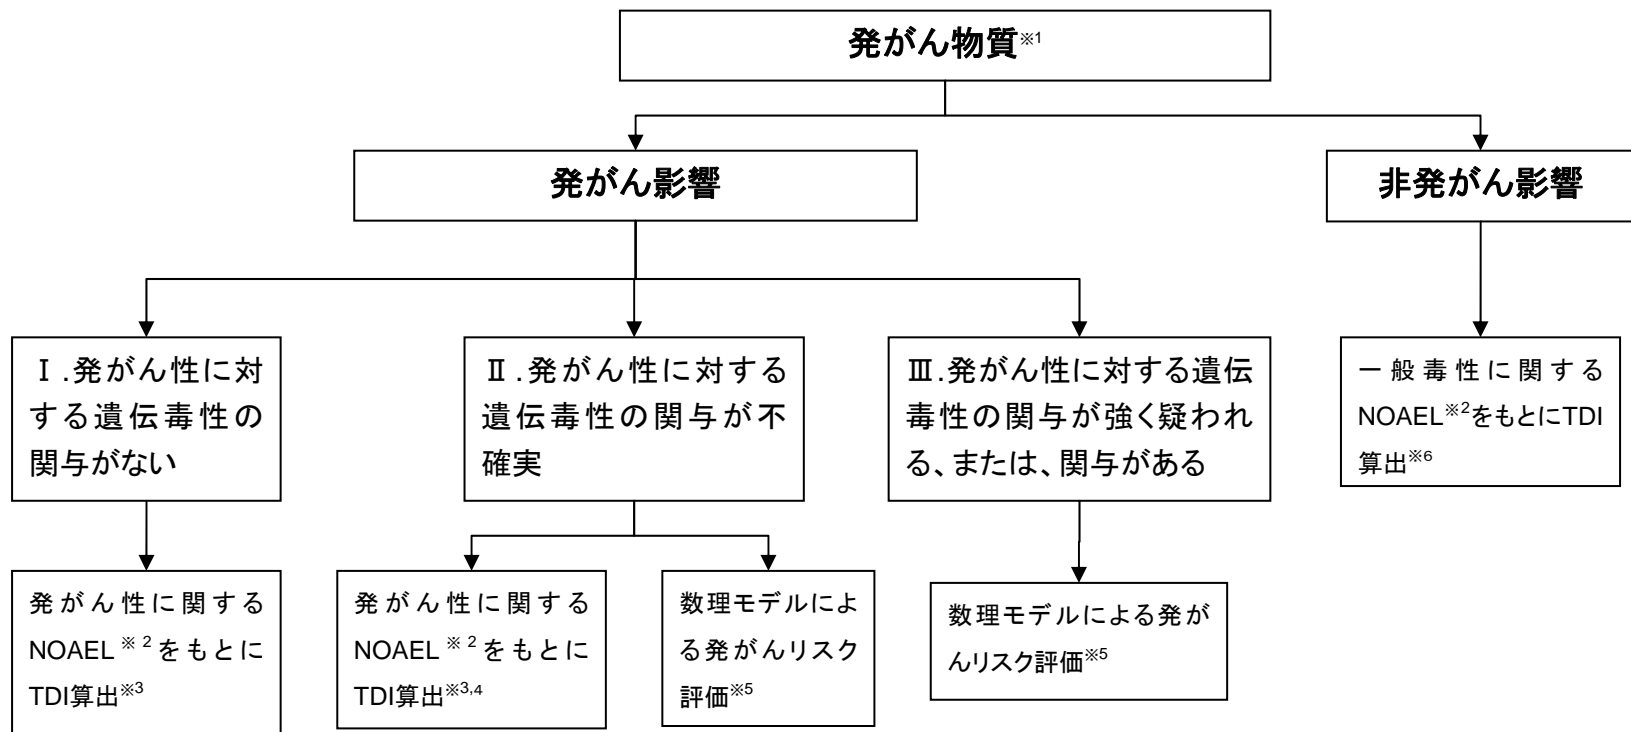 発がん物質※1
発がん影響
非発がん影響
Ⅰ.発がん性に対
する遺伝毒性の
関与がない
Ⅱ.発がん性に対する
遺伝毒性の関与が不
確実
Ⅲ.発がん性に対する遺伝
毒性の関与が強く疑われ
る、または、関与がある
一般毒性に関する
NOAEL※2をもとにTDI
算出※6
発がん性に関する
NOAEL※2をもとに
TDI算出※3
発がん性に関する
NOAEL※2をもとに
TDI算出※3,4
数理モデルによ
る発がんリスク
評価※5
数理モデルによる発が
んリスク評価※5